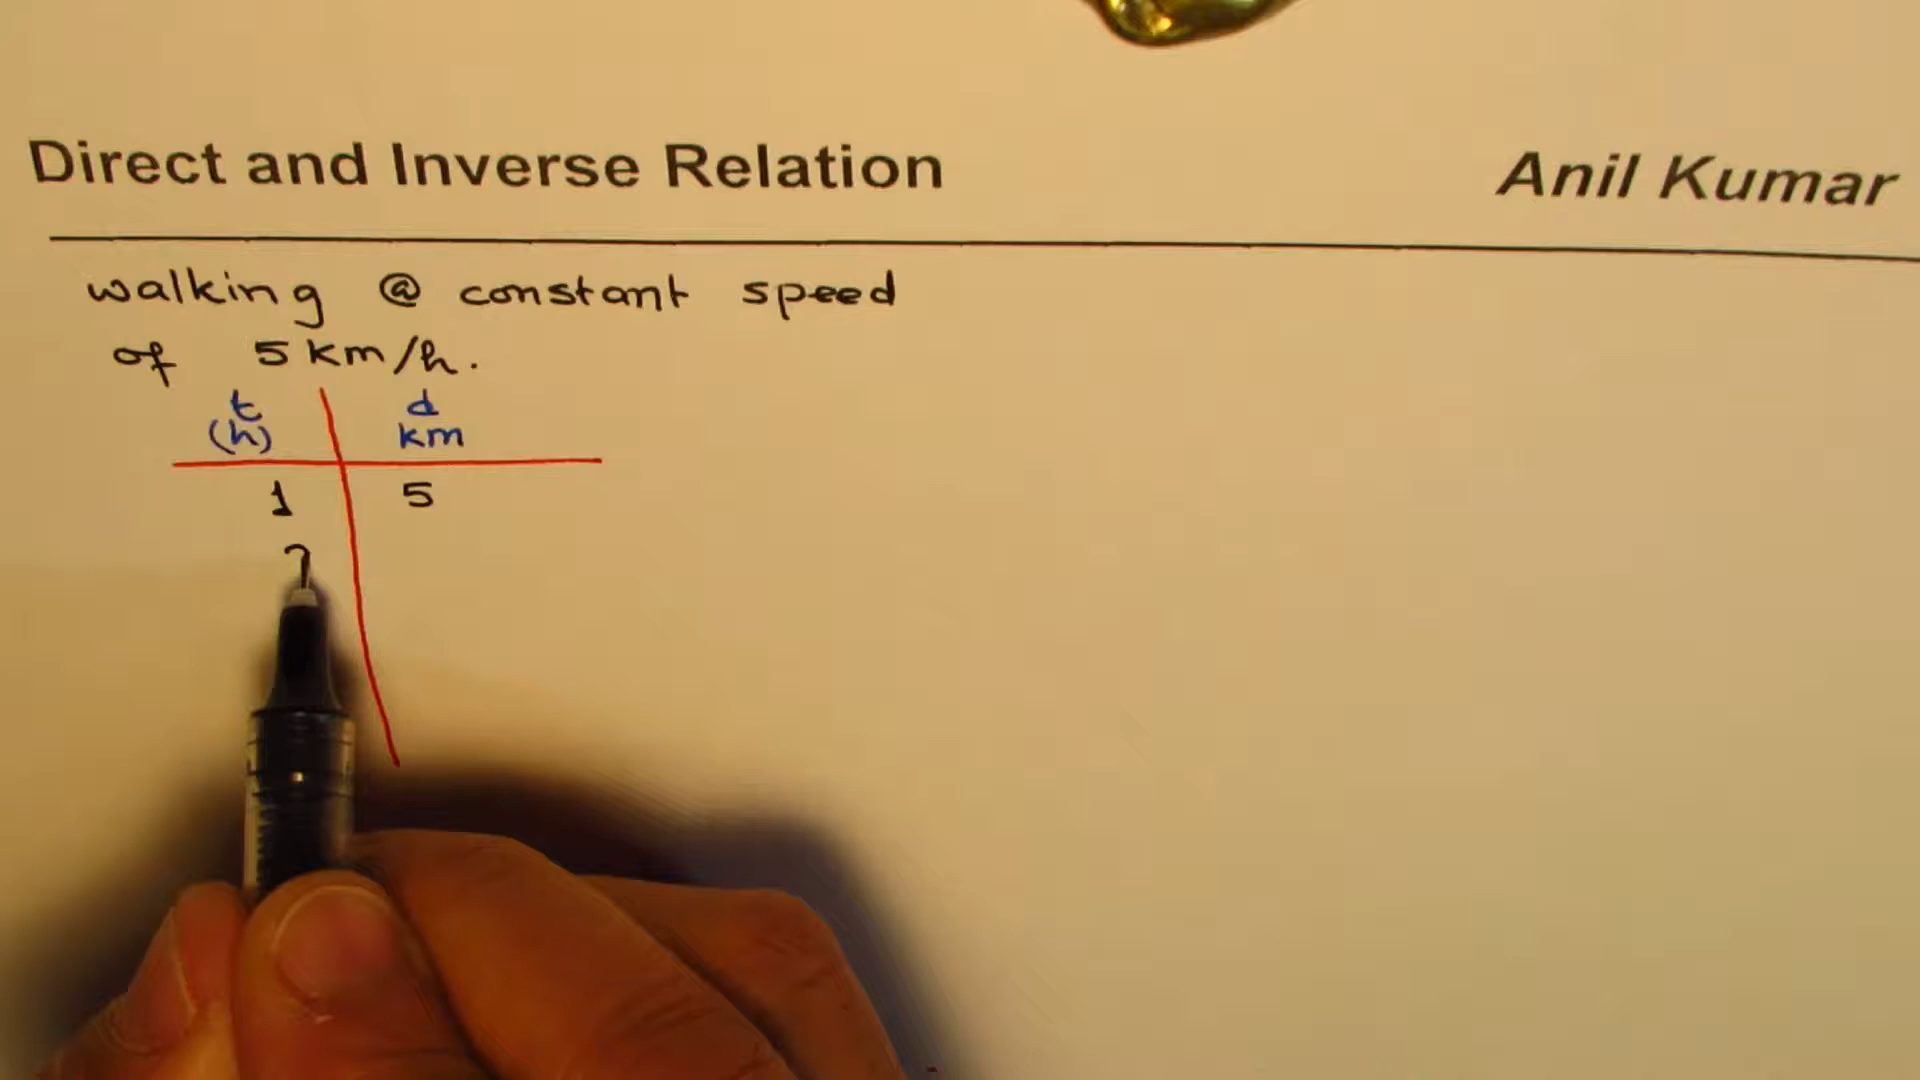 Direct and Inverse Relation
Anil Kumar
walking @ constant speed
of 5 km/h.
t d
(h) km
1 5